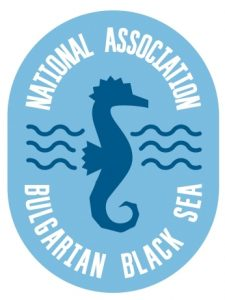 NATIONAL ASSOCIATION
BULGARIAN BLACK SEA